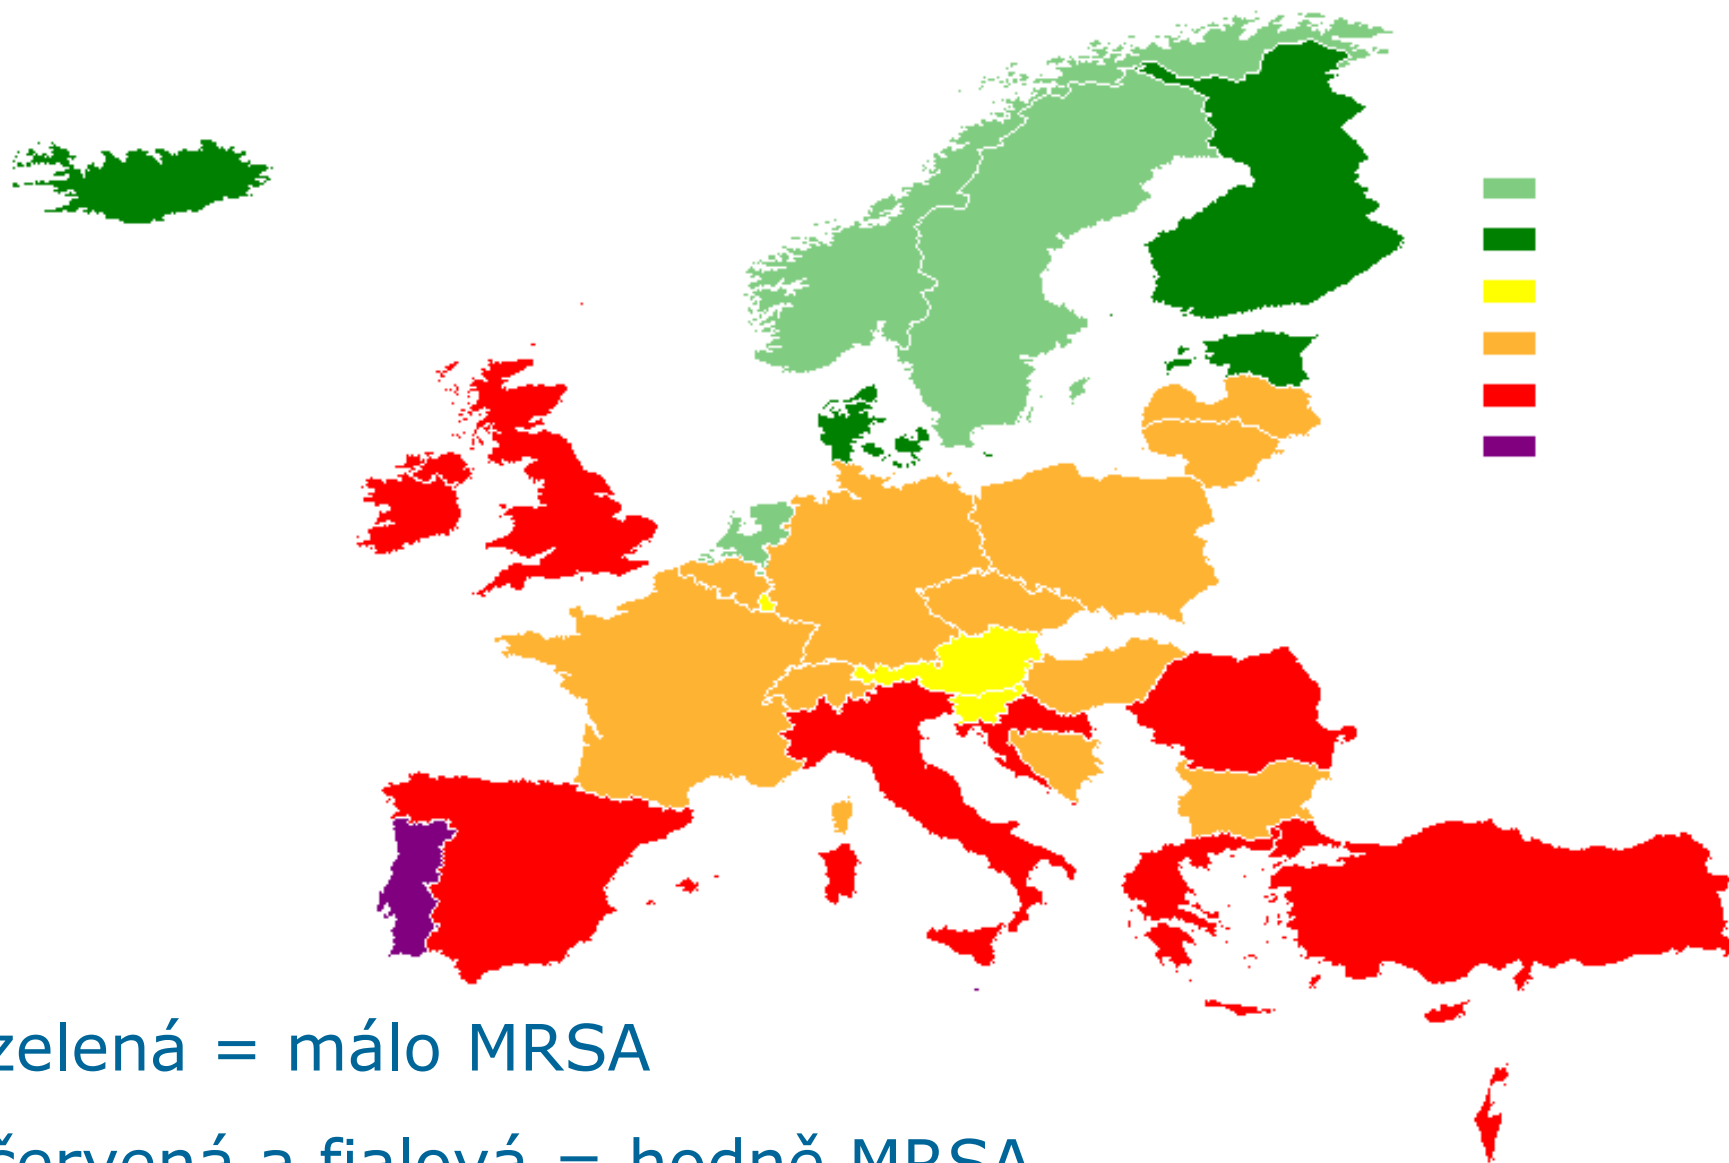 zelená = málo MRSA
červená a fialová = hodně MRSA